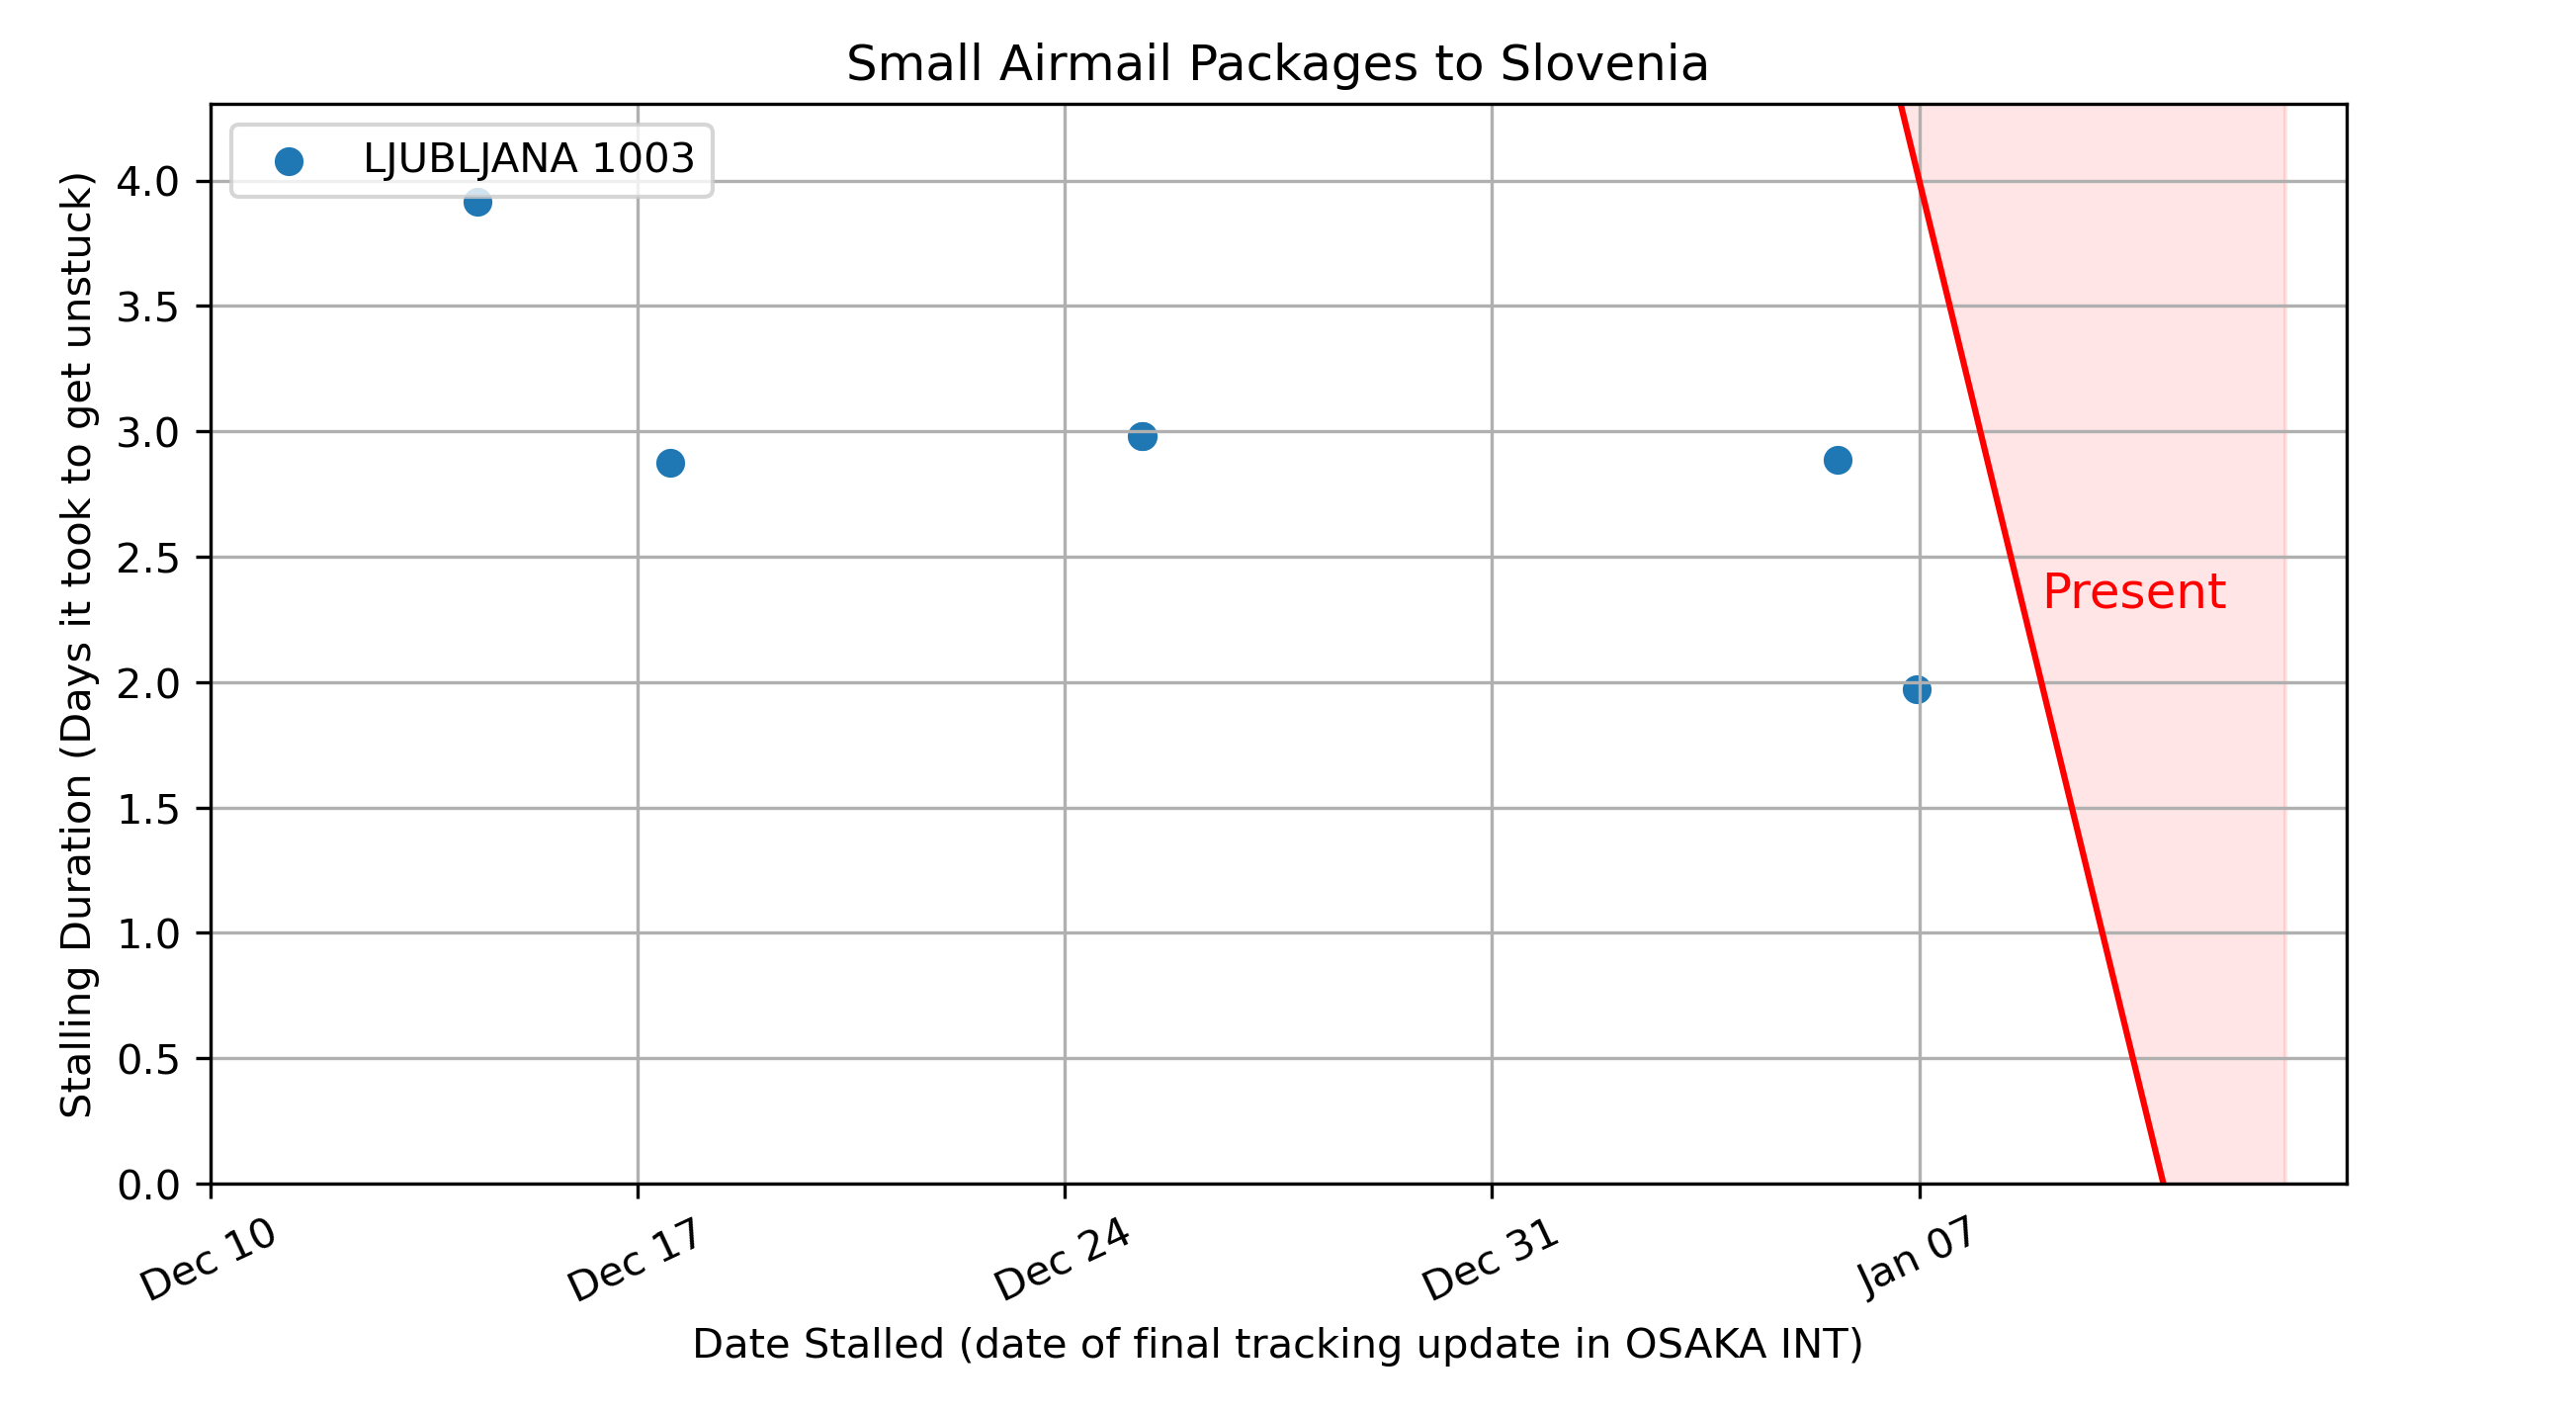 Small Airmail Packages to Slovenia
LJUBLJANA 1003
Stalling Duration (Days it took to get unstuck)
4.0
3.5
3.0
2.5
2.0
1.5
1.0
0.5
0.0
Present
Dec 10
Dec 17
Dec 24
Dec 31
Jan 07
Date Stalled (date of final tracking update in OSAKA INT)